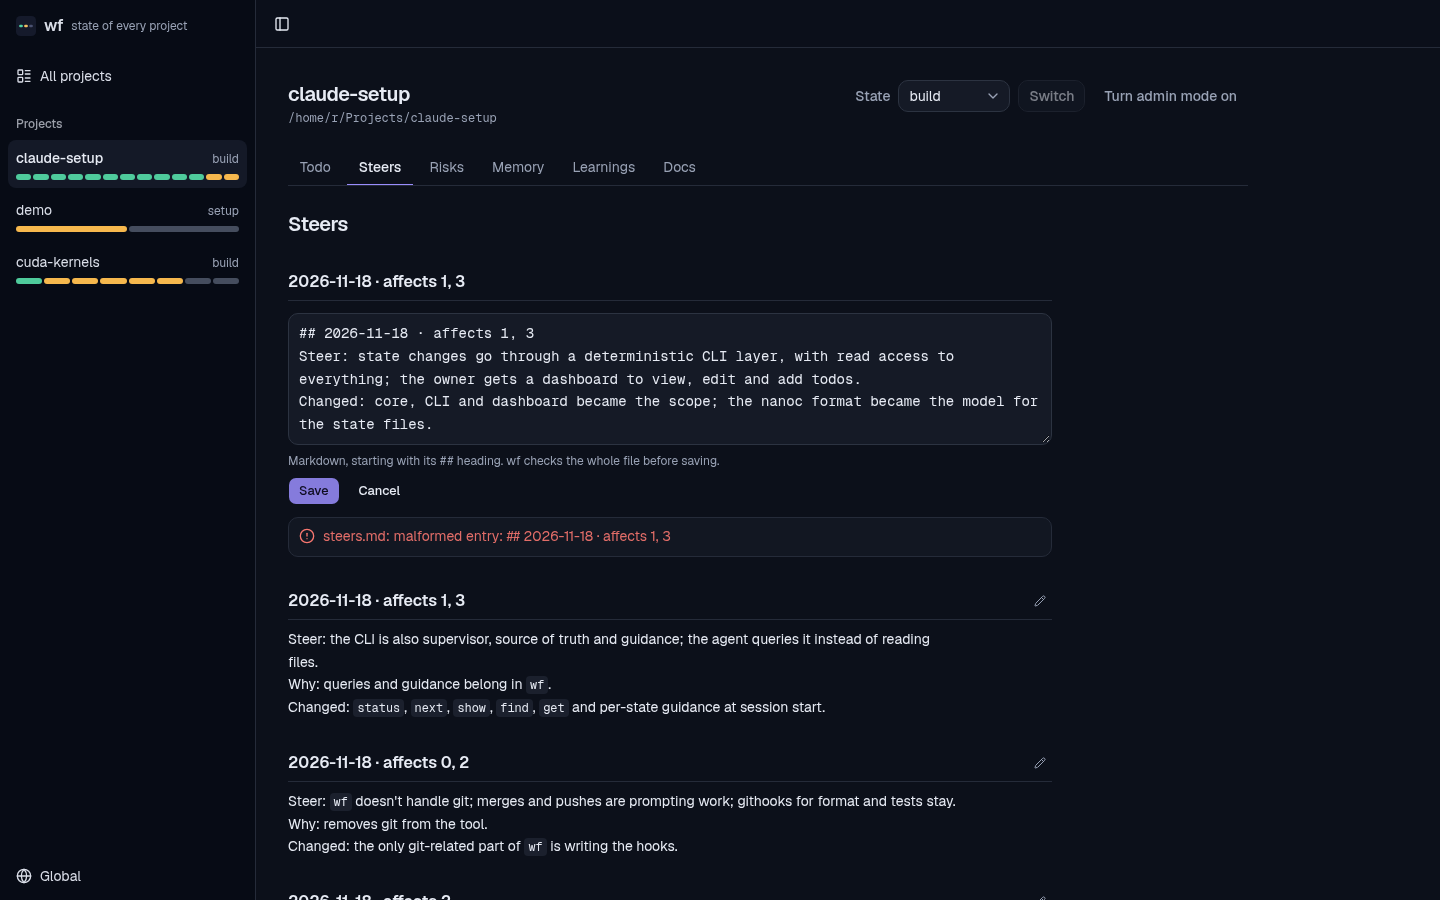 wf state of every project
All projects
Projects
claude-setup build
demo setup
cuda-kernels build
Global
claude-setup
/home/r/Projects/claude-setup
State build Switch Turn admin mode on
Todo Steers Risks Memory Learnings Docs
Steers
2026-11-18 · affects 1, 3
## 2026-11-18 · affects 1, 3
Steer: state changes go through a deterministic CLI layer, with read access to
everything; the owner gets a dashboard to view, edit and add todos.
Changed: core, CLI and dashboard became the scope; the nanoc format became the model for
the state files.
Markdown, starting with its ## heading. wf checks the whole file before saving.
Save Cancel
steers.md: malformed entry: ## 2026-11-18 · affects 1, 3
2026-11-18 · affects 1, 3
Steer: the CLI is also supervisor, source of truth and guidance; the agent queries it instead of reading
files.
Why: queries and guidance belong in wf.
Changed: status, next, show, find, get and per-state guidance at session start.
2026-11-18 · affects 0, 2
Steer: wf doesn't handle git; merges and pushes are prompting work; githooks for format and tests stay.
Why: removes git from the tool.
Changed: the only git-related part of wf is writing the hooks.
2026-11-18 · affects 2